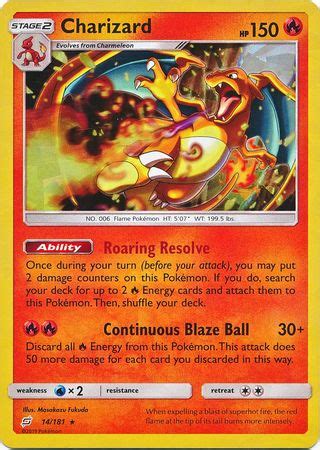 STAGE 2 Charizard HP 150
Evolves from Charmeleon
NO. 006 Flame Pokémon HT: 5'07" WT: 199.5 lbs.
Ability Roaring Resolve
Once during your turn (before your attack), you may put
2 damage counters on this Pokémon. If you do, search
your deck for up to 2 Energy cards and attach them to
this Pokémon. Then, shuffle your deck.
Continuous Blaze Ball 30+
Discard all Energy from this Pokémon. This attack does
50 more damage for each card you discarded in this way.
weakness ×2 resistance retreat
Illus. Masakazu Fukuda
14/181 ★
©2019 Pokémon
When expelling a blast of superhot fire, the red
flame at the tip of its tail burns more intensely.